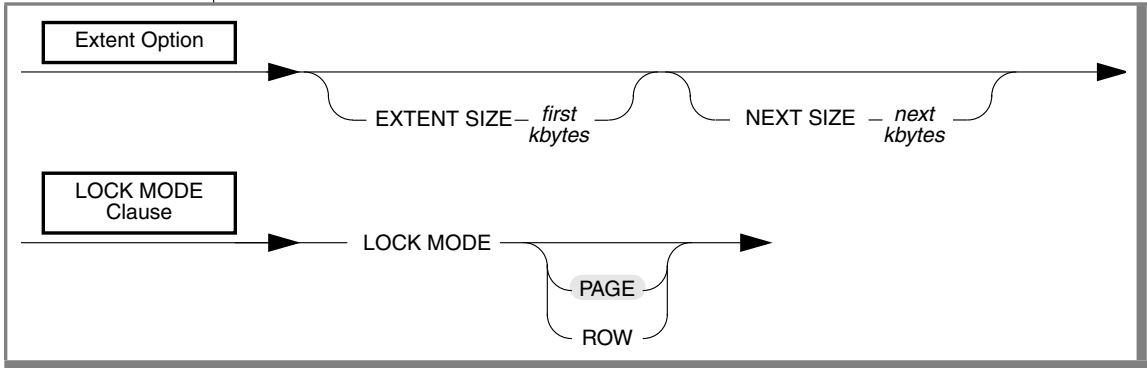 Extent Option
EXTENT SIZE first kbytes NEXT SIZE next kbytes
LOCK MODE
Clause
LOCK MODE
PAGE
ROW